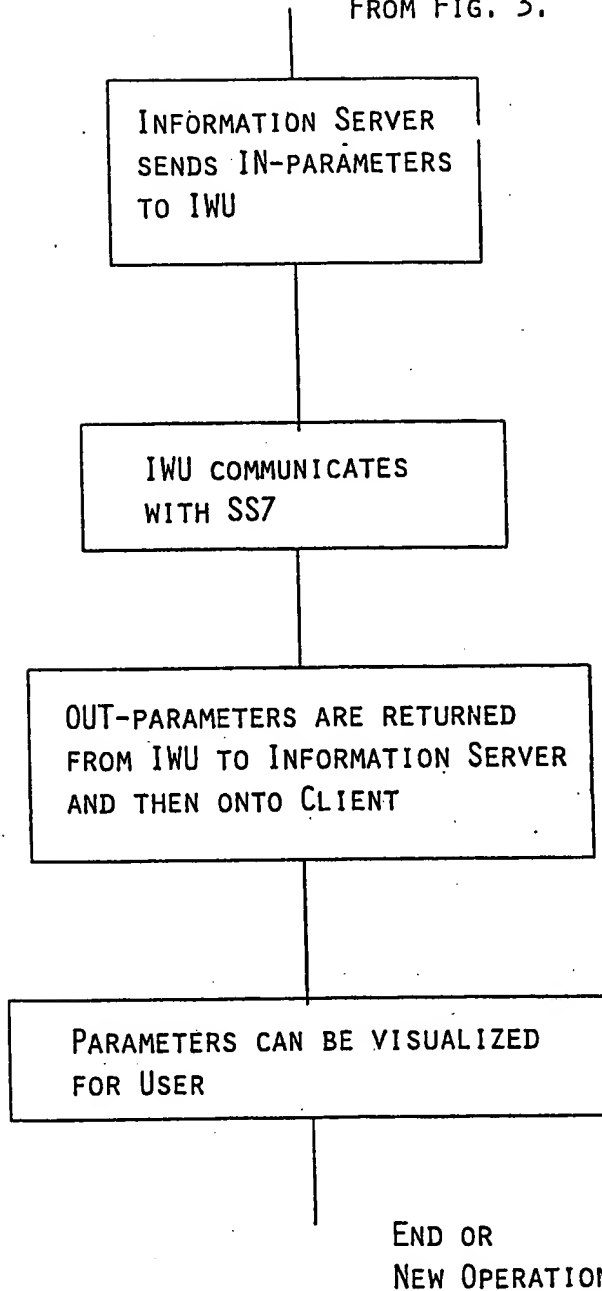 FROM FIG. 3.
INFORMATION SERVER
SENDS IN-PARAMETERS
TO IWU
IWU COMMUNICATES
WITH SS7
OUT-PARAMETERS ARE RETURNED
FROM IWU TO INFORMATION SERVER
AND THEN ONTO CLIENT
PARAMETERS CAN BE VISUALIZED
FOR USER
END OR
NEW OPERATION